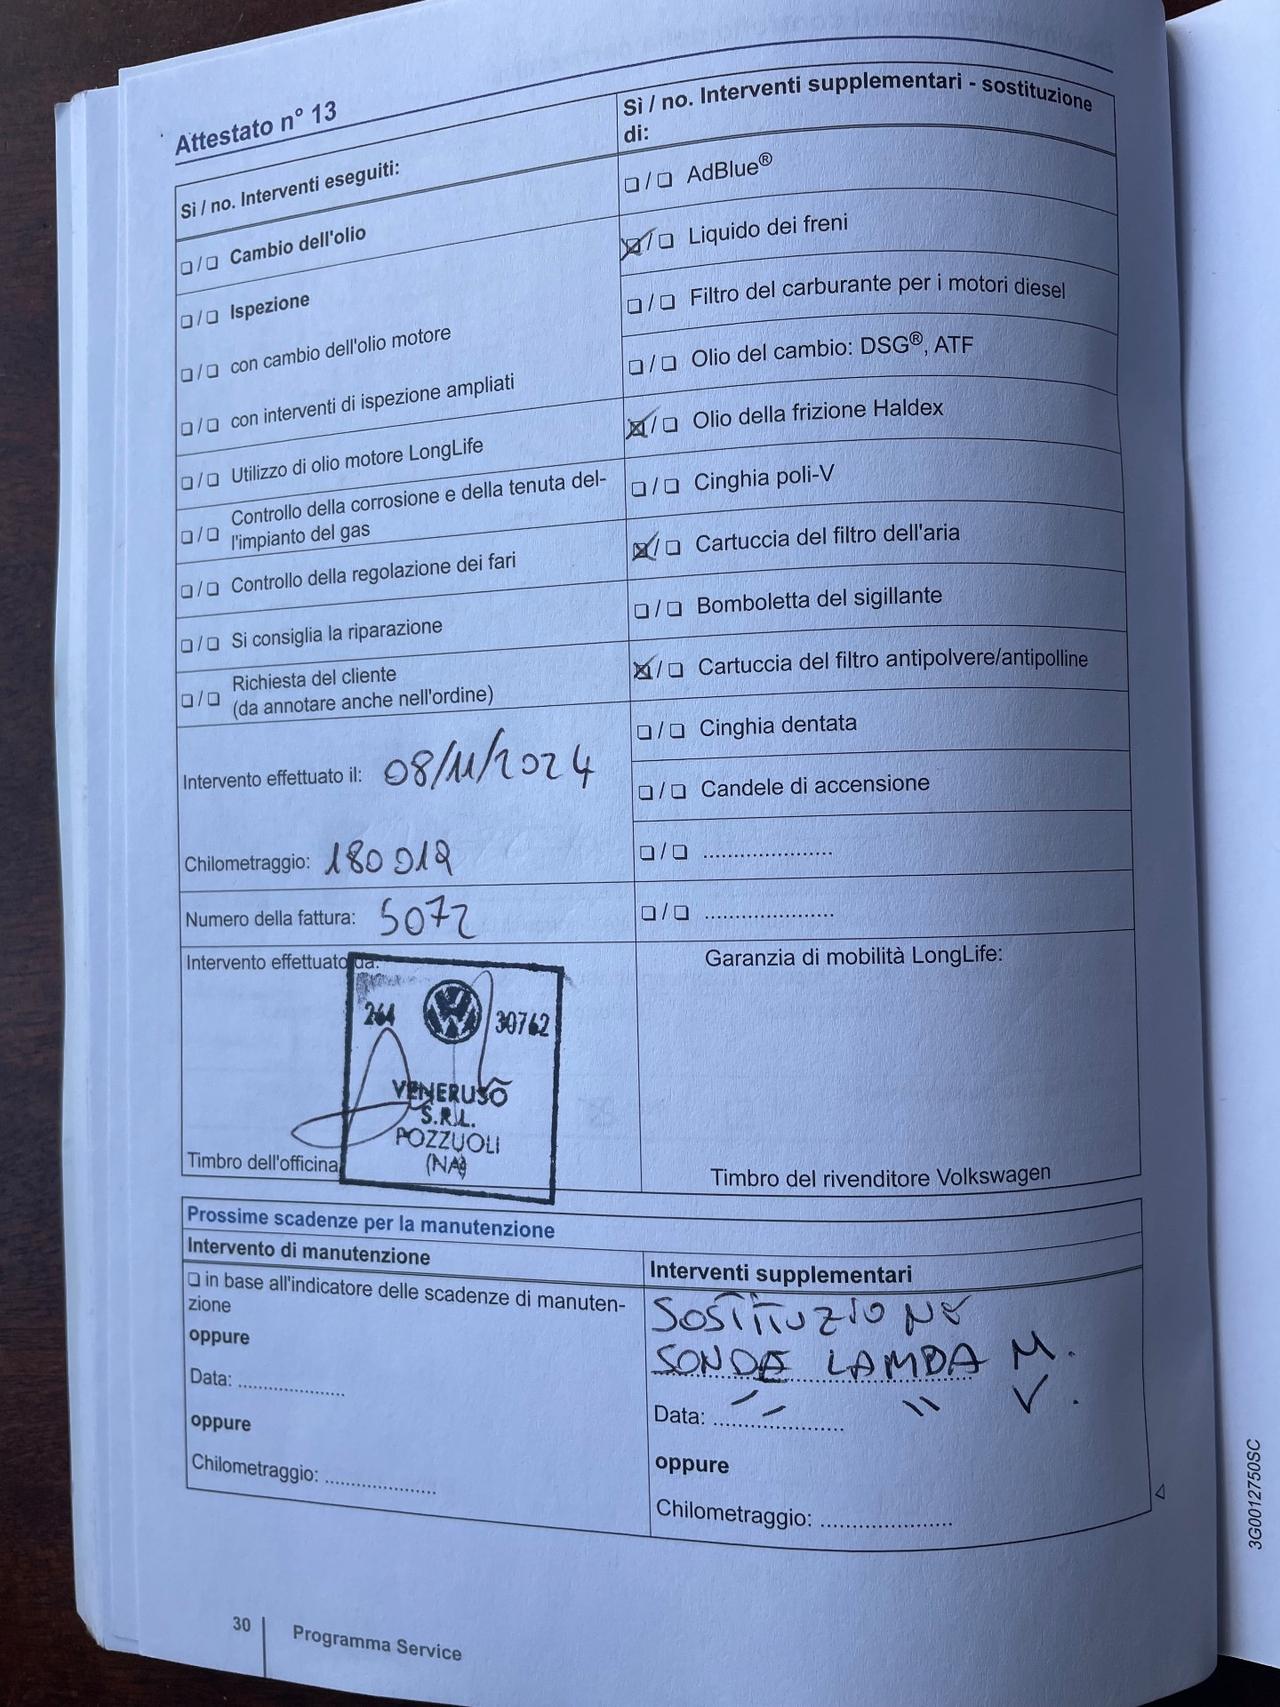 Attestato n° 13
Sì / no. Interventi eseguiti:
❏ / ❏ Cambio dell'olio
❏ / ❏ Ispezione
❏ / ❏ con cambio dell'olio motore
❏ / ❏ con interventi di ispezione ampliati
❏ / ❏ Utilizzo di olio motore LongLife
❏ / ❏ Controllo della corrosione e della tenuta del-
l'impianto del gas
❏ / ❏ Controllo della regolazione dei fari
❏ / ❏ Si consiglia la riparazione
❏ / ❏ Richiesta del cliente
(da annotare anche nell'ordine)
Intervento effettuato il: 08/11/2024
Chilometraggio: 180012
Numero della fattura: 5072
Intervento effettuato da:
264 30762
VENERUSO
S.R.L.
POZZUOLI
(NA)
Timbro dell'officina
Sì / no. Interventi supplementari - sostituzione
di:
❏ / ❏ AdBlue®
☒ / ❏ Liquido dei freni
❏ / ❏ Filtro del carburante per i motori diesel
❏ / ❏ Olio del cambio: DSG®, ATF
☒ / ❏ Olio della frizione Haldex
❏ / ❏ Cinghia poli-V
☒ / ❏ Cartuccia del filtro dell'aria
❏ / ❏ Bomboletta del sigillante
☒ / ❏ Cartuccia del filtro antipolvere/antipolline
❏ / ❏ Cinghia dentata
❏ / ❏ Candele di accensione
❏ / ❏ ......................
❏ / ❏ ......................
Garanzia di mobilità LongLife:
Timbro del rivenditore Volkswagen
Prossime scadenze per la manutenzione
Intervento di manutenzione
❏ in base all'indicatore delle scadenze di manuten-
zione
oppure
Data: ..................
oppure
Chilometraggio: ..................
Interventi supplementari
SOSTITUZIONE
SONDE LAMBDA M.
" " V.
Data: ......................
oppure
Chilometraggio: ......................
30
Programma Service
3G0012750SC